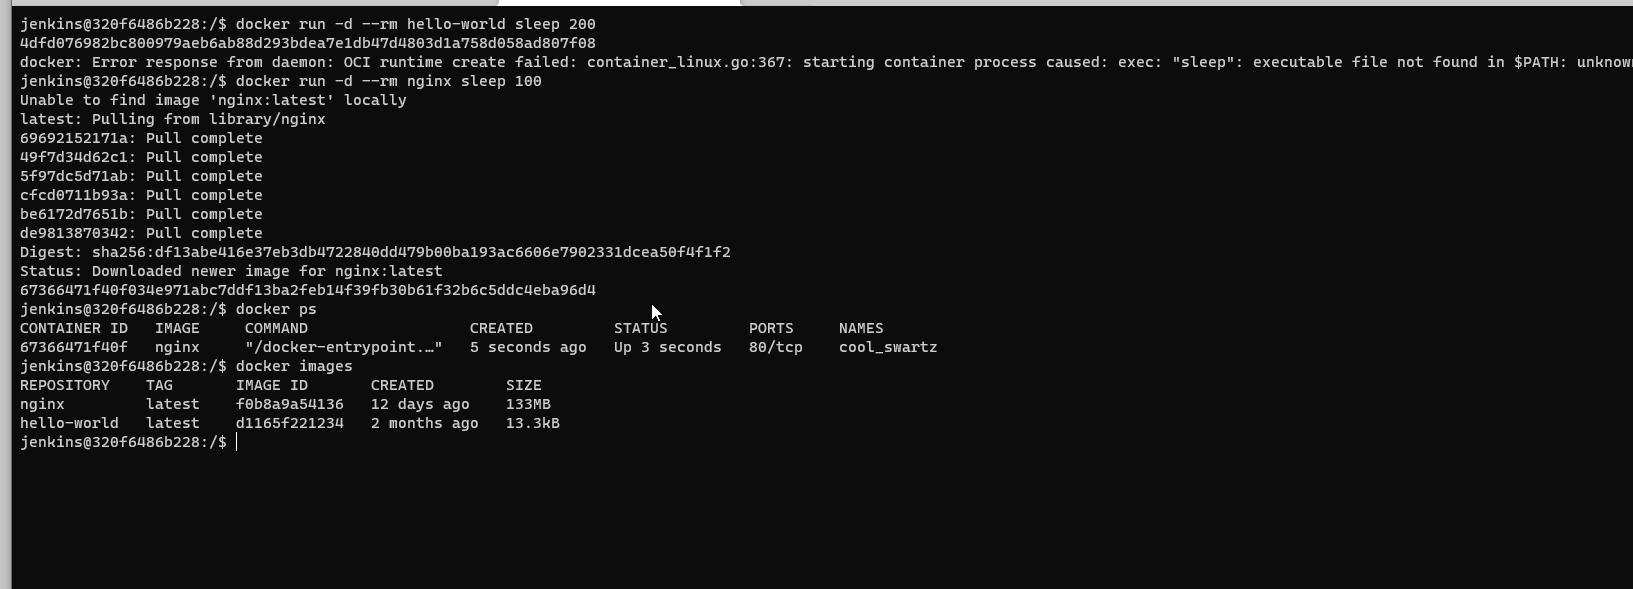 jenkins@320f6486b228:/$ docker run -d --rm hello-world sleep 200
4dfd076982bc800979aeb6ab88d293bdea7e1db47d4803d1a758d058ad807f08
docker: Error response from daemon: OCI runtime create failed: container_linux.go:367: starting container process caused: exec: "sleep": executable file not found in $PATH: unknown
jenkins@320f6486b228:/$ docker run -d --rm nginx sleep 100
Unable to find image 'nginx:latest' locally
latest: Pulling from library/nginx
69692152171a: Pull complete
49f7d34d62c1: Pull complete
5f97dc5d71ab: Pull complete
cfcd0711b93a: Pull complete
be6172d7651b: Pull complete
de9813870342: Pull complete
Digest: sha256:df13abe416e37eb3db4722840dd479b00ba193ac6606e7902331dcea50f4f1f2
Status: Downloaded newer image for nginx:latest
67366471f40f034e971abc7ddf13ba2feb14f39fb30b61f32b6c5ddc4eba96d4
jenkins@320f6486b228:/$ docker ps
CONTAINER ID   IMAGE     COMMAND                  CREATED         STATUS         PORTS     NAMES
67366471f40f   nginx     "/docker-entrypoint.…"   5 seconds ago   Up 3 seconds   80/tcp    cool_swartz
jenkins@320f6486b228:/$ docker images
REPOSITORY    TAG       IMAGE ID       CREATED        SIZE
nginx         latest    f0b8a9a54136   12 days ago    133MB
hello-world   latest    d1165f221234   2 months ago   13.3kB
jenkins@320f6486b228:/$